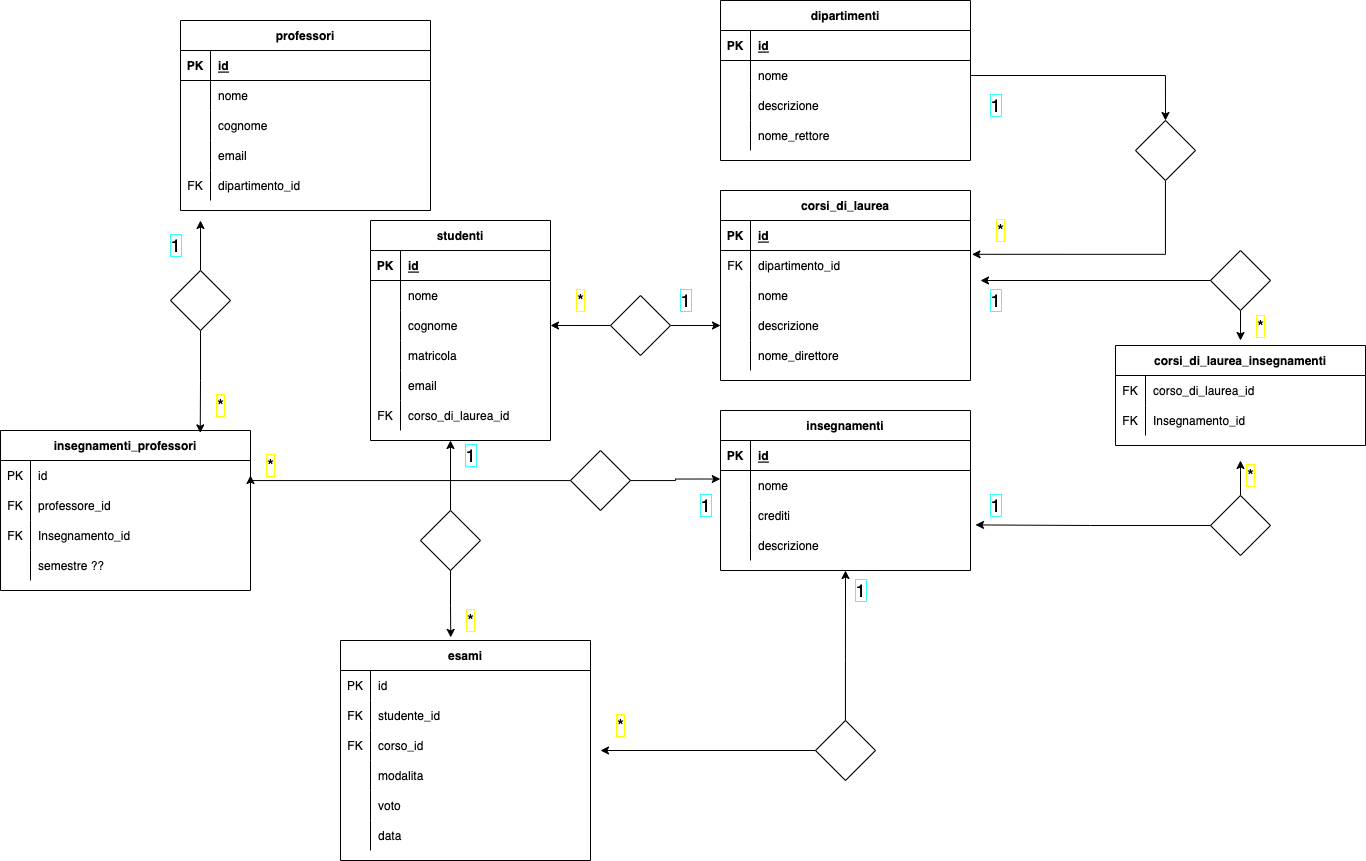 professori
PK id
nome
cognome
email
FK dipartimento_id
dipartimenti
PK id
nome
descrizione
nome_rettore
1
1
studenti
PK id
nome
cognome
matricola
email
FK corso_di_laurea_id
*
1
corsi_di_laurea
PK id
FK dipartimento_id
nome
descrizione
nome_direttore
*
1
*
corsi_di_laurea_insegnamenti
FK corso_di_laurea_id
FK Insegnamento_id
*
insegnamenti_professori
PK id
FK professore_id
FK Insegnamento_id
semestre ??
*
1
1
insegnamenti
PK id
nome
crediti
descrizione
1
*
1
*
esami
PK id
FK studente_id
FK corso_id
modalita
voto
data
*